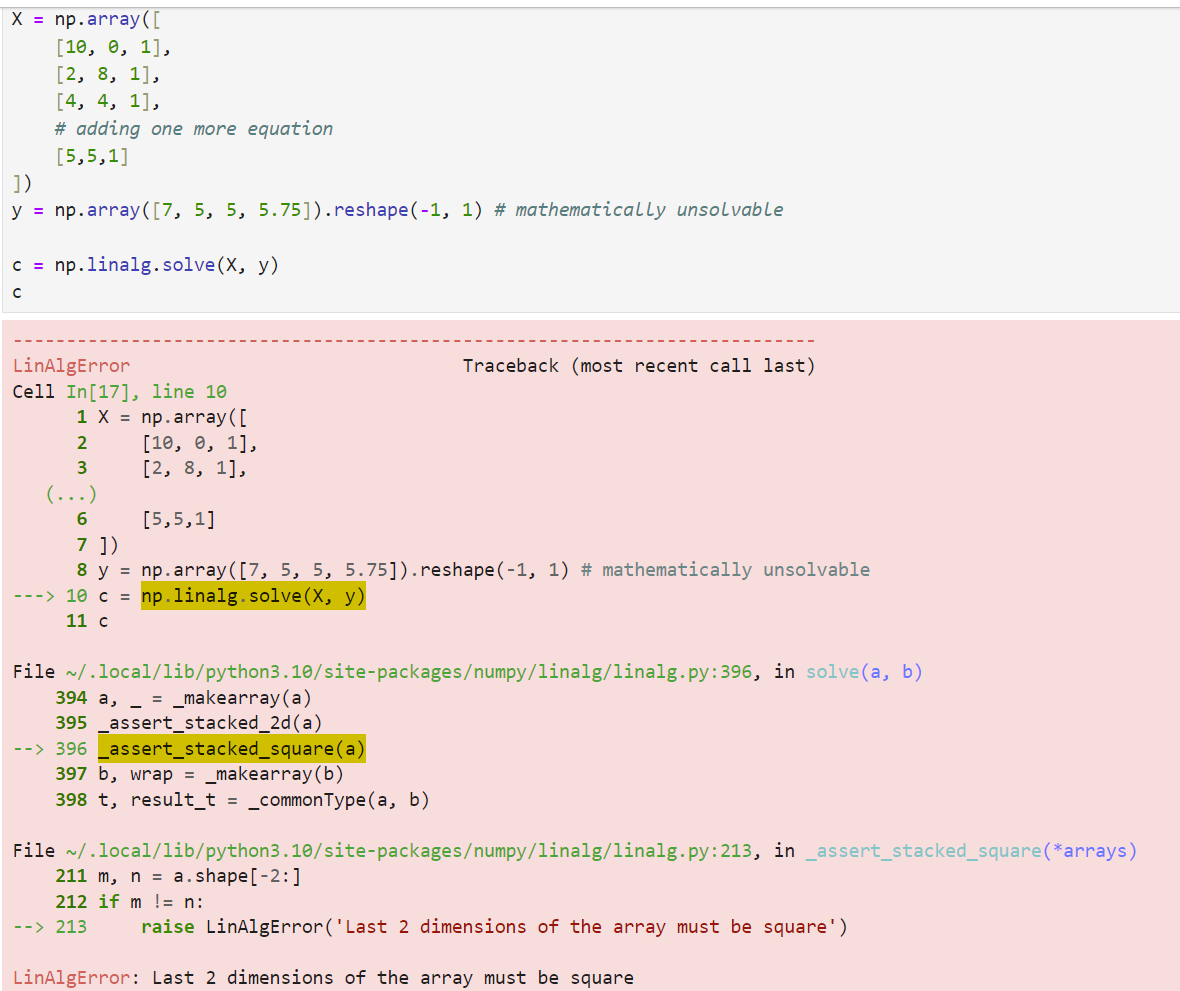 X = np.array([
    [10, 0, 1],
    [2, 8, 1],
    [4, 4, 1],
    # adding one more equation
    [5,5,1]
])
y = np.array([7, 5, 5, 5.75]).reshape(-1, 1) # mathematically unsolvable

c = np.linalg.solve(X, y)
c
---------------------------------------------------------------------------
LinAlgError                               Traceback (most recent call last)
Cell In[17], line 10
      1 X = np.array([
      2     [10, 0, 1],
      3     [2, 8, 1],
   (...)
      6     [5,5,1]
      7 ])
      8 y = np.array([7, 5, 5, 5.75]).reshape(-1, 1) # mathematically unsolvable
---> 10 c = np.linalg.solve(X, y)
     11 c

File ~/.local/lib/python3.10/site-packages/numpy/linalg/linalg.py:396, in solve(a, b)
    394 a, _ = _makearray(a)
    395 _assert_stacked_2d(a)
--> 396 _assert_stacked_square(a)
    397 b, wrap = _makearray(b)
    398 t, result_t = _commonType(a, b)

File ~/.local/lib/python3.10/site-packages/numpy/linalg/linalg.py:213, in _assert_stacked_square(*arrays)
    211 m, n = a.shape[-2:]
    212 if m != n:
--> 213     raise LinAlgError('Last 2 dimensions of the array must be square')

LinAlgError: Last 2 dimensions of the array must be square